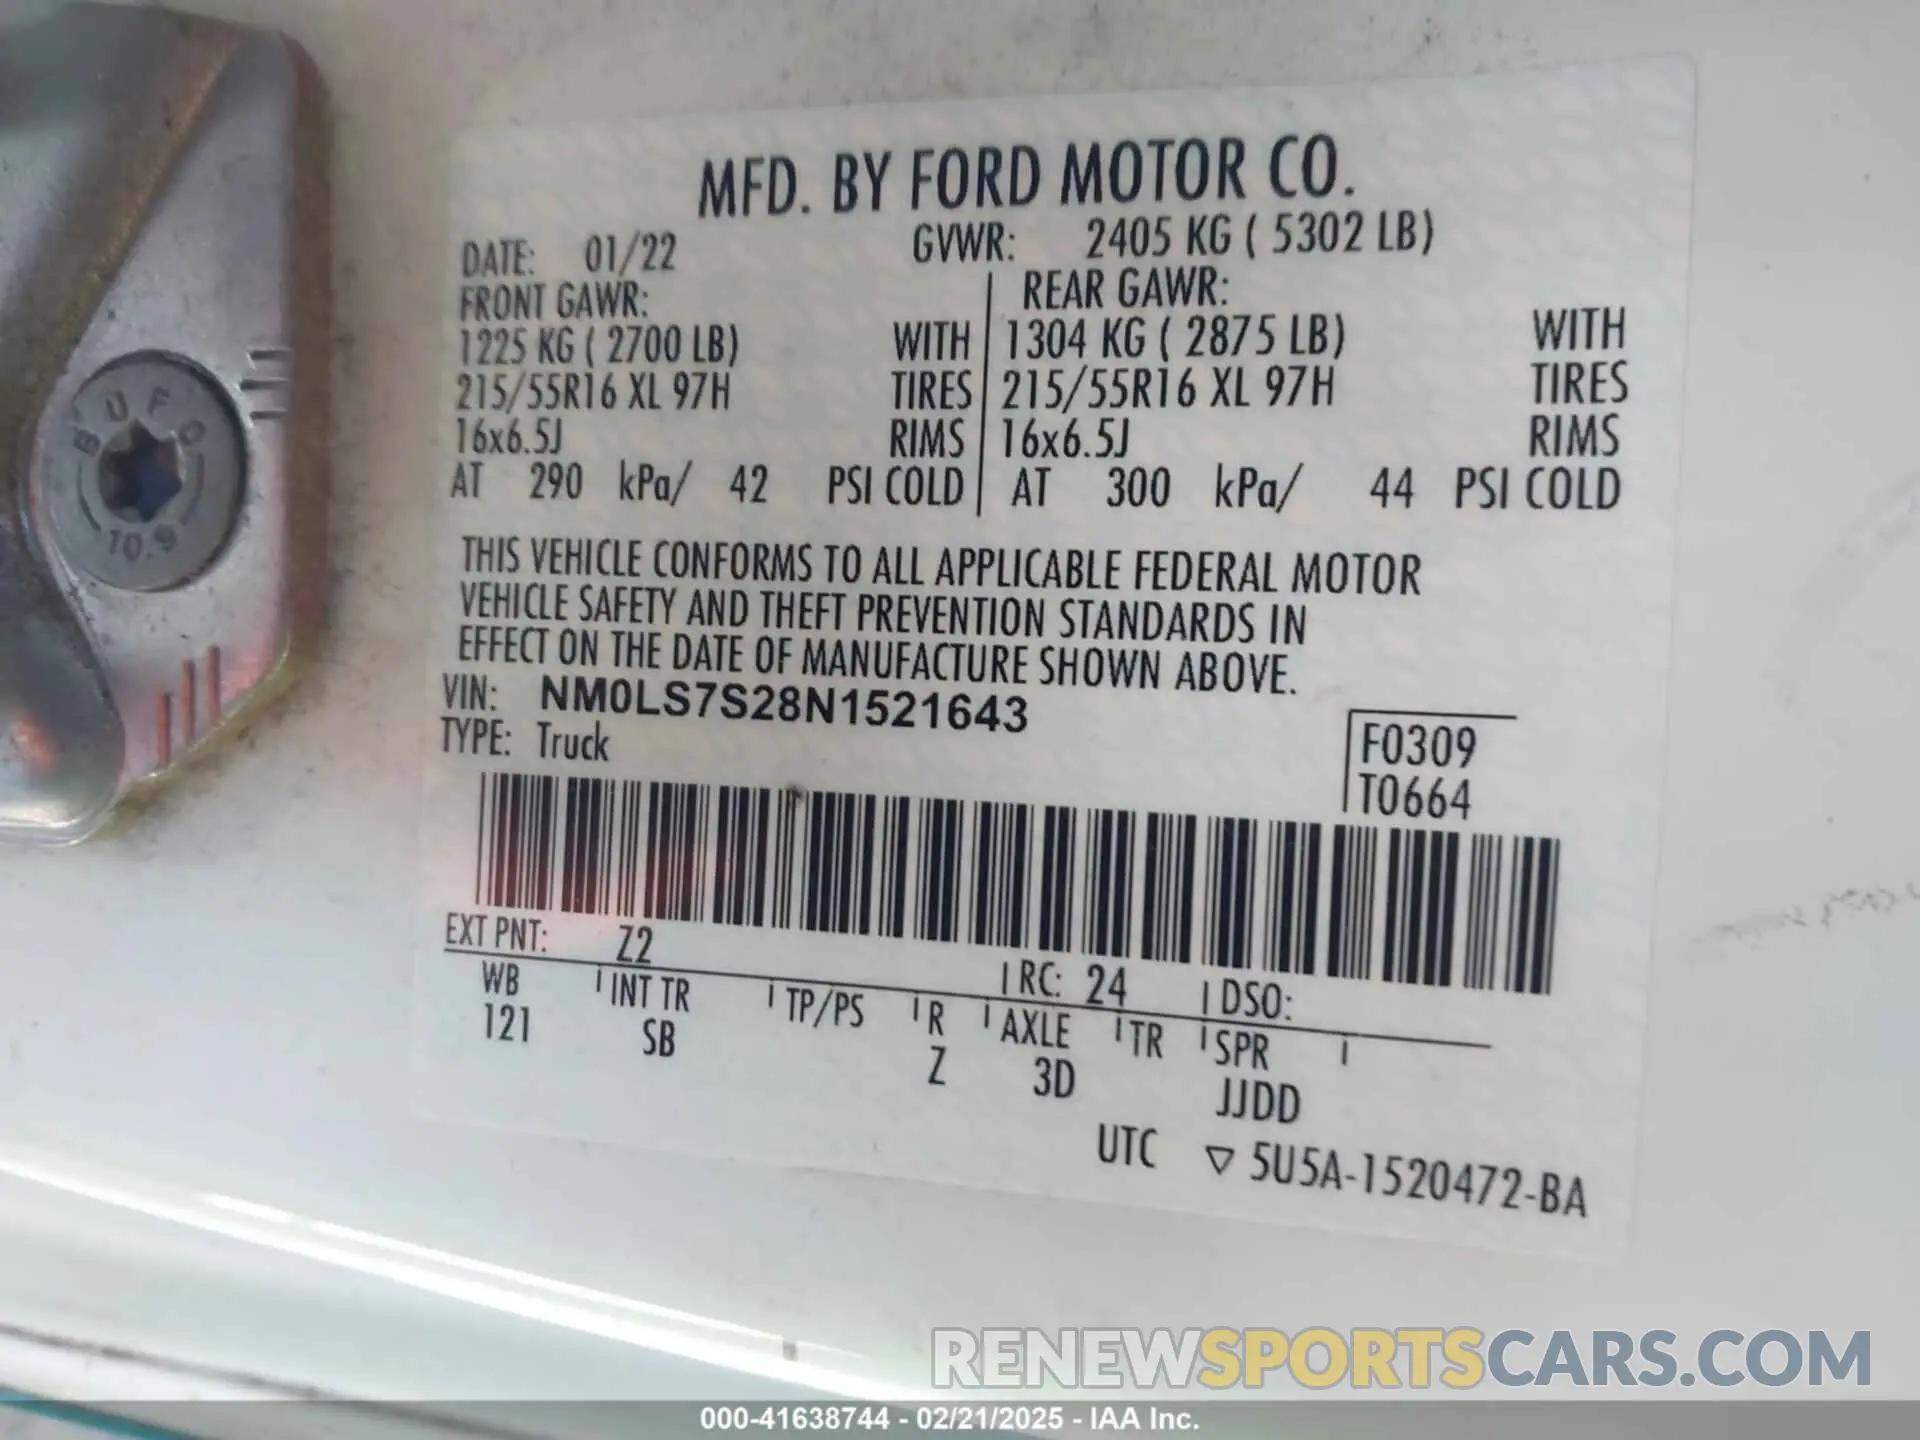 BUFO
10.9
MFD. BY FORD MOTOR CO.
DATE: 01/22 GVWR: 2405 KG ( 5302 LB)
FRONT GAWR: REAR GAWR:
1225 KG ( 2700 LB) WITH 1304 KG ( 2875 LB) WITH
215/55R16 XL 97H TIRES 215/55R16 XL 97H TIRES
16x6.5J RIMS 16x6.5J RIMS
AT 290 kPa/ 42 PSI COLD AT 300 kPa/ 44 PSI COLD
THIS VEHICLE CONFORMS TO ALL APPLICABLE FEDERAL MOTOR
VEHICLE SAFETY AND THEFT PREVENTION STANDARDS IN
EFFECT ON THE DATE OF MANUFACTURE SHOWN ABOVE.
VIN: NM0LS7S28N1521643
TYPE: Truck
F0309
T0664
EXT PNT: Z2 RC: 24 DSO:
WB INT TR TP/PS R AXLE TR SPR
121 SB Z 3D JJDD
UTC ▽ 5U5A-1520472-BA
RENEWSPORTSCARS.COM
000-41638744 - 02/21/2025 - IAA Inc.